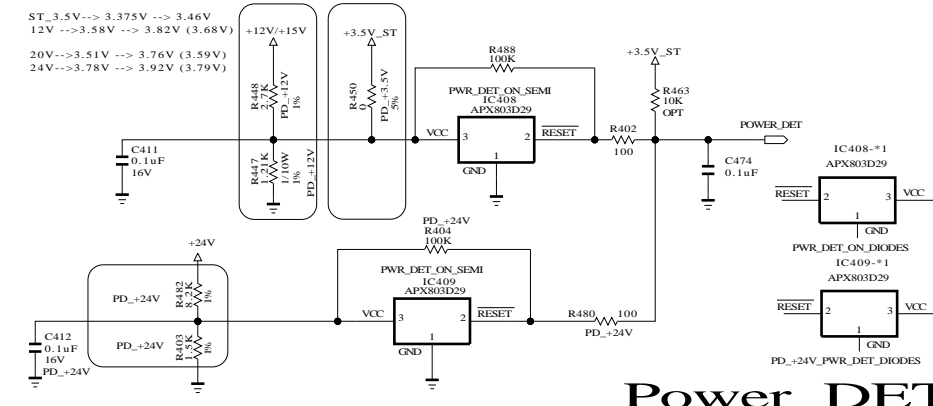 ST_3.5V--> 3.375V --> 3.46V
12V -->3.58V --> 3.82V (3.68V)
20V-->3.51V --> 3.76V (3.59V)
24V-->3.78V --> 3.92V (3.79V)
+12V/+15V
+3.5V_ST
R448
2.7K
PD_+12V
1%
R450
0
PD_+3.5V
5%
R488
100K
PWR_DET_ON_SEMI
IC408
APX803D29
VCC
3
2
RESET
1
GND
+3.5V_ST
R463
10K
OPT
R402
100
POWER_DET
C411
0.1uF
16V
R447
1.21K
1/10W
1%
PD_+12V
C474
0.1uF
IC408-*1
APX803D29
RESET
2
3
VCC
1
GND
PWR_DET_ON_DIODES
+24V
PD_+24V
R482
8.2K
1%
PD_+24V
R403
1.5K
1%
C412
0.1uF
16V
PD_+24V
PD_+24V
R404
100K
PWR_DET_ON_SEMI
IC409
APX803D29
VCC
3
2
RESET
1
GND
R480
100
PD_+24V
IC409-*1
APX803D29
RESET
2
3
VCC
1
GND
PD_+24V_PWR_DET_DIODES
Power_DET